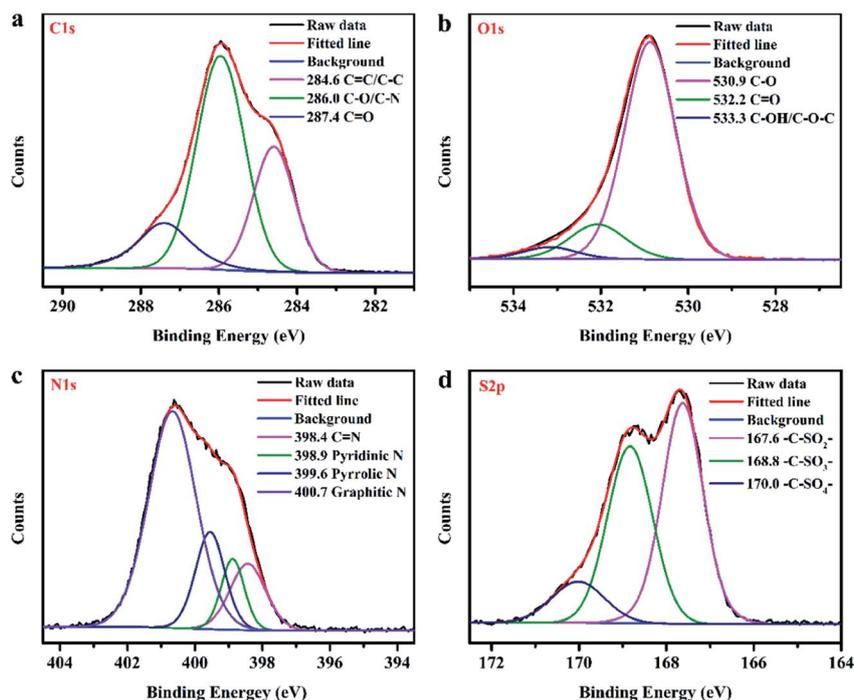 a
C1s
Raw data
Fitted line
Background
284.6 C=C/C-C
286.0 C-O/C-N
287.4 C=O
Counts
290 288 286 284 282
Binding Energy (eV)
b
O1s
Raw data
Fitted line
Background
530.9 C-O
532.2 C=O
533.3 C-OH/C-O-C
Counts
534 532 530 528
Binding Energy (eV)
c
N1s
Raw data
Fitted line
Background
398.4 C=N
398.9 Pyridinic N
399.6 Pyrrolic N
400.7 Graphitic N
Counts
404 402 400 398 396 394
Binding Energey (eV)
d
S2p
Raw data
Fitted line
Background
167.6 -C-SO₂-
168.8 -C-SO₃-
170.0 -C-SO₄-
Counts
172 170 168 166 164
Binding Energy (eV)